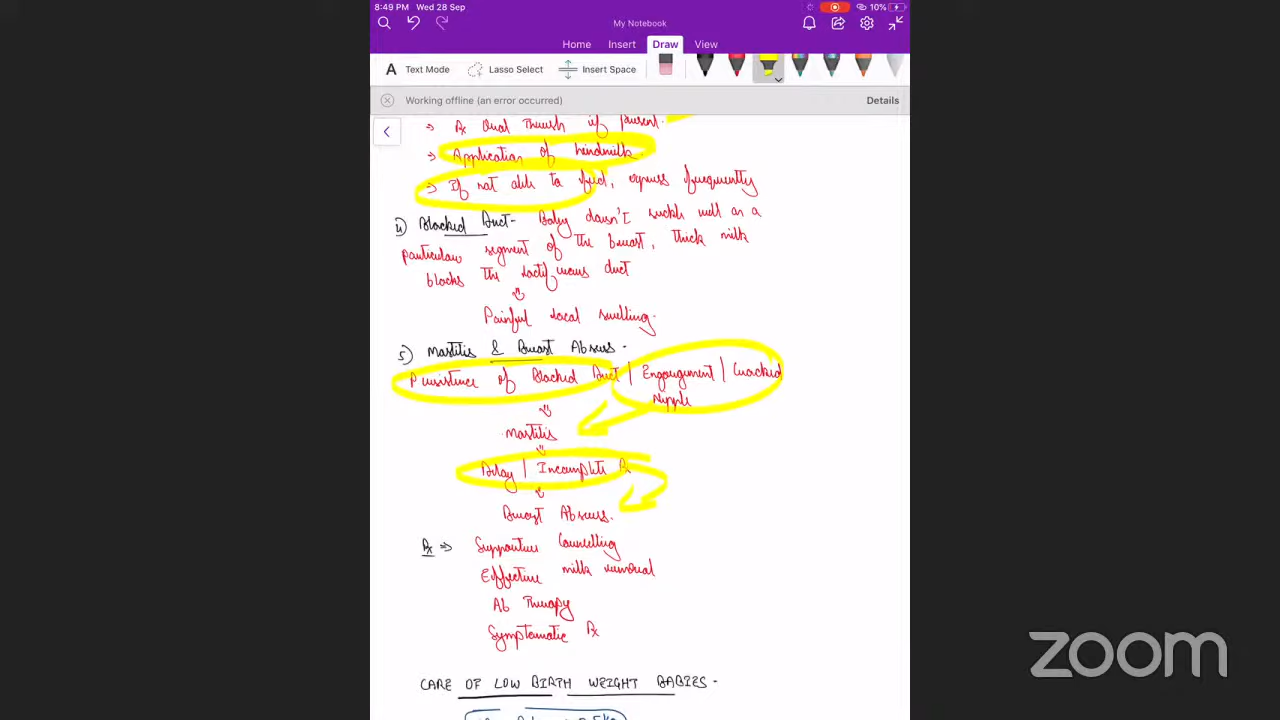 8:49 PM Wed 28 Sep
10%
My Notebook
Home Insert Draw View
Text Mode Lasso Select Insert Space
Working offline (an error occurred) Details
→ Rx Oral Thrush if present.
→ Application of hindmilk
→ If not able to feed, express frequently
4) Blocked Duct - Baby doesn't suckle well on a
particular segment of the breast, thick milk
blocks the lactiferous duct
Painful local swelling.
5) Mastitis & Breast Abscess -
Persistence of Blocked Duct | Engorgement | Cracked
Nipple
Mastitis
Delay | Incomplete Rx
Breast Abscess.
Rx ⇒ Supportive Counselling
Effective milk removal
Ab Therapy
Symptomatic Rx
CARE OF LOW BIRTH WEIGHT BABIES -
zoom